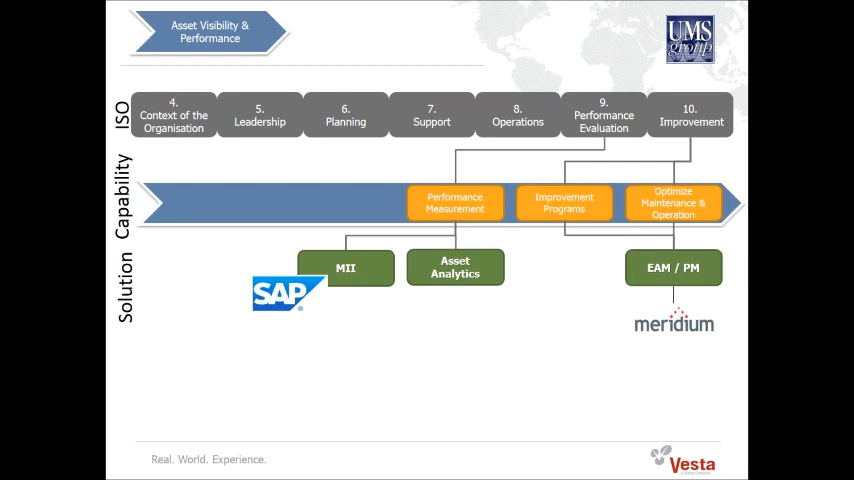 Asset Visibility &
Performance
UMS
group
ISO
4.
Context of the
Organisation
5.
Leadership
6.
Planning
7.
Support
8.
Operations
9.
Performance
Evaluation
10.
Improvement
Capability
Performance
Measurement
Improvement
Programs
Optimize
Maintenance &
Operation
Solution
MII
Asset
Analytics
EAM / PM
SAP
meridium
Real. World. Experience.
Vesta